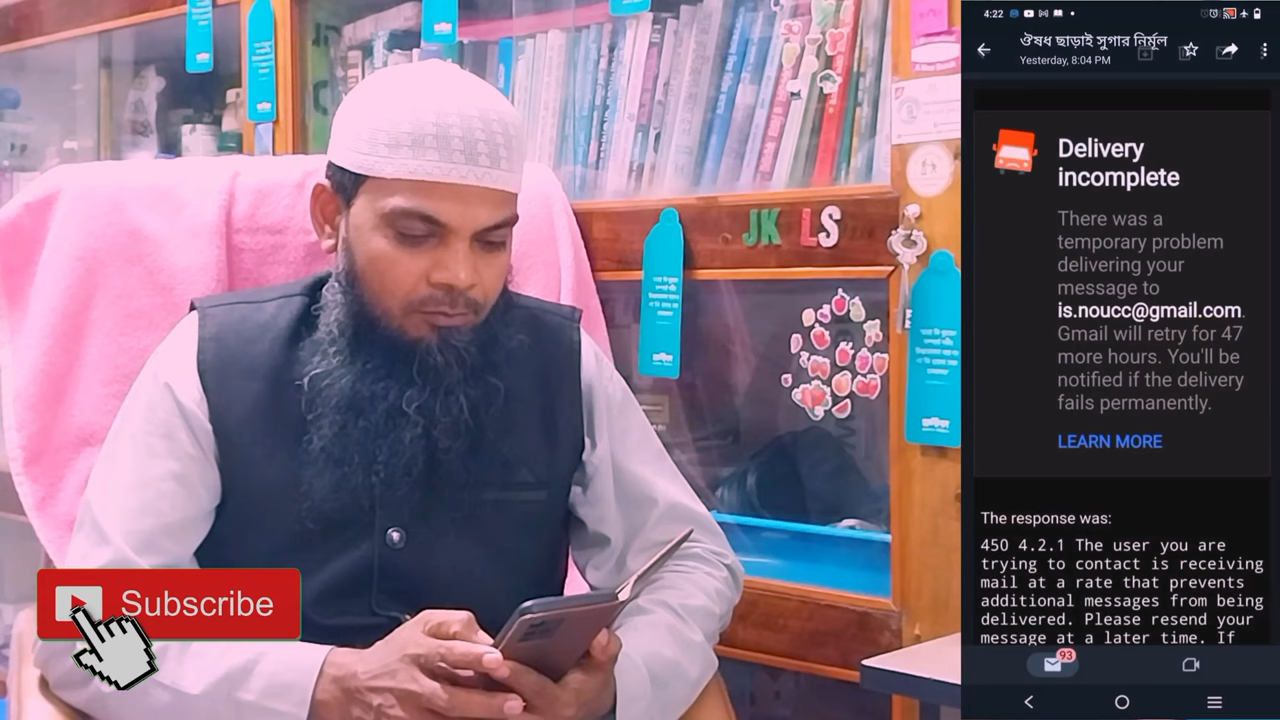 JK LS
Subscribe
4:22
ঔষধ ছাড়াই সুগার নির্মূল
Yesterday, 8:04 PM
Delivery
incomplete
There was a
temporary problem
delivering your
message to
is.noucc@gmail.com.
Gmail will retry for 47
more hours. You'll be
notified if the delivery
fails permanently.
LEARN MORE
The response was:
450 4.2.1 The user you are
trying to contact is receiving
mail at a rate that prevents
additional messages from being
delivered. Please resend your
message at a later time. If
93